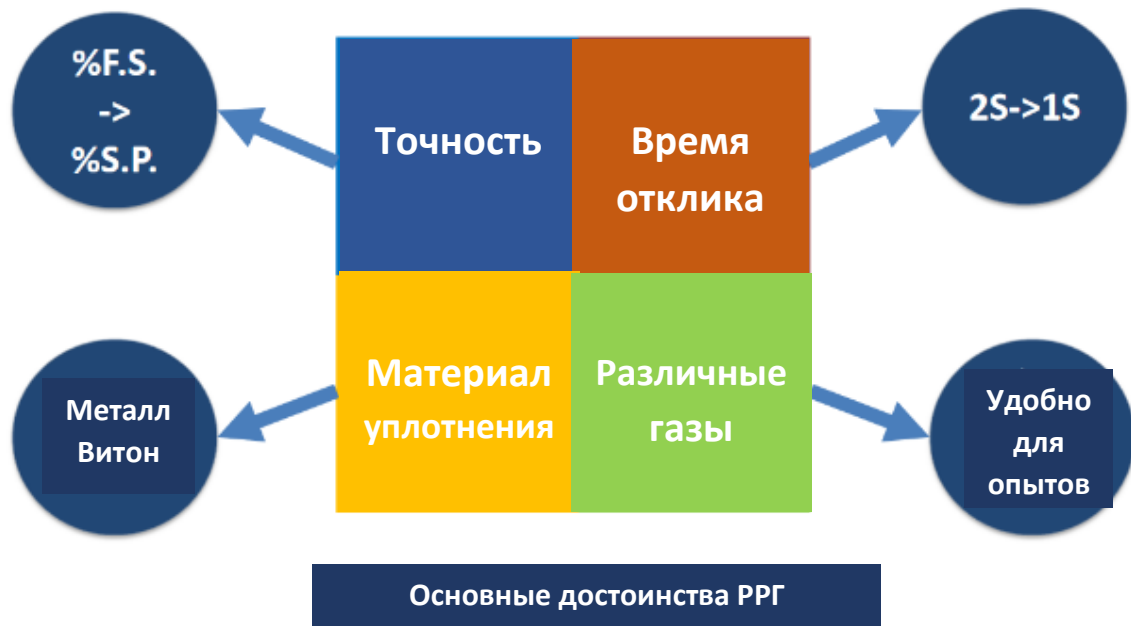 %F.S.
->
%S.P.
Точность
Время
отклика
2S->1S
Металл
Витон
Материал
уплотнения
Различные
газы
Удобно
для
опытов
Основные достоинства РРГ